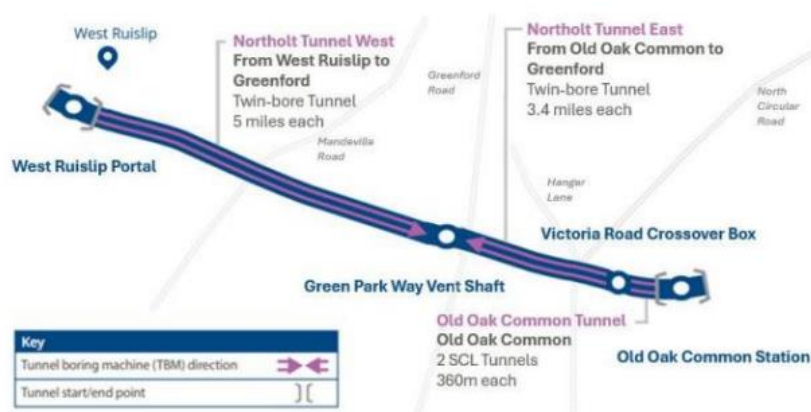 West Ruislip
Northolt Tunnel West
From West Ruislip to
Greenford
Twin-bore Tunnel
5 miles each
Greenford
Road
Northolt Tunnel East
From Old Oak Common to
Greenford
Twin-bore Tunnel
3.4 miles each
North
Circular
Road
Mandeville
Road
West Ruislip Portal
Hanger
Lane
Victoria Road Crossover Box
Green Park Way Vent Shaft
Old Oak Common Tunnel
Old Oak Common
2 SCL Tunnels
360m each
Old Oak Common Station
Key
Tunnel boring machine (TBM) direction
Tunnel start/end point